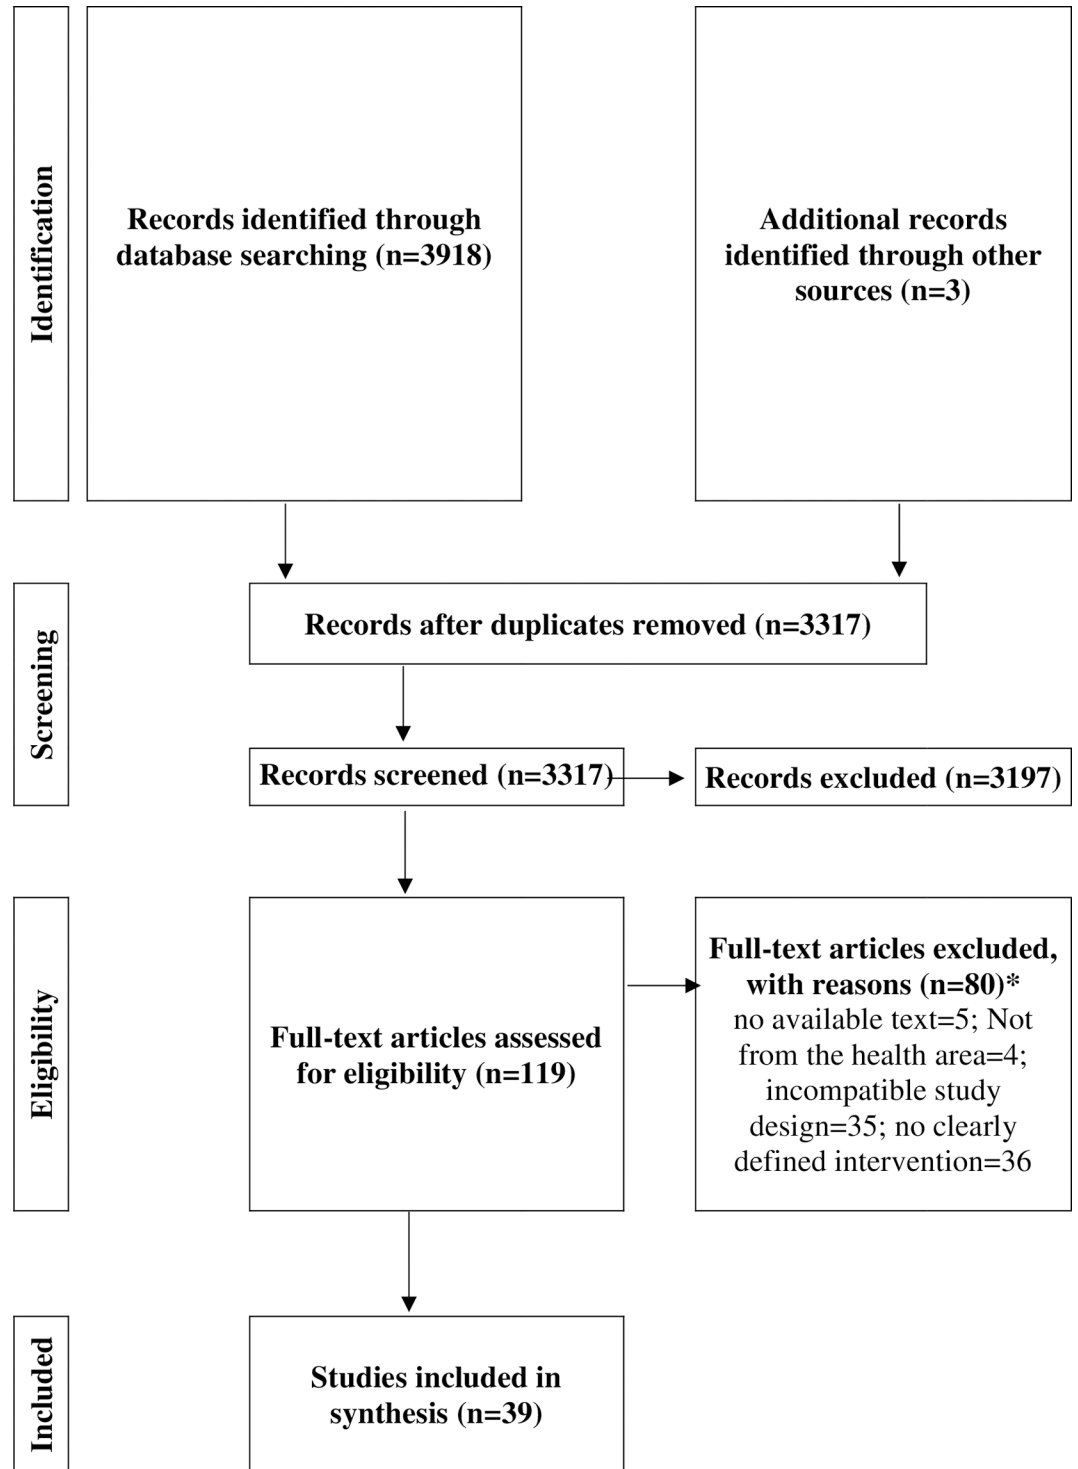 Identification
Records identified through
database searching (n=3918)
Additional records
identified through other
sources (n=3)
Screening
Records after duplicates removed (n=3317)
Records screened (n=3317)
Records excluded (n=3197)
Eligibility
Full-text articles assessed
for eligibility (n=119)
Full-text articles excluded,
with reasons (n=80)*
no available text=5; Not
from the health area=4;
incompatible study
design=35; no clearly
defined intervention=36
Included
Studies included in
synthesis (n=39)